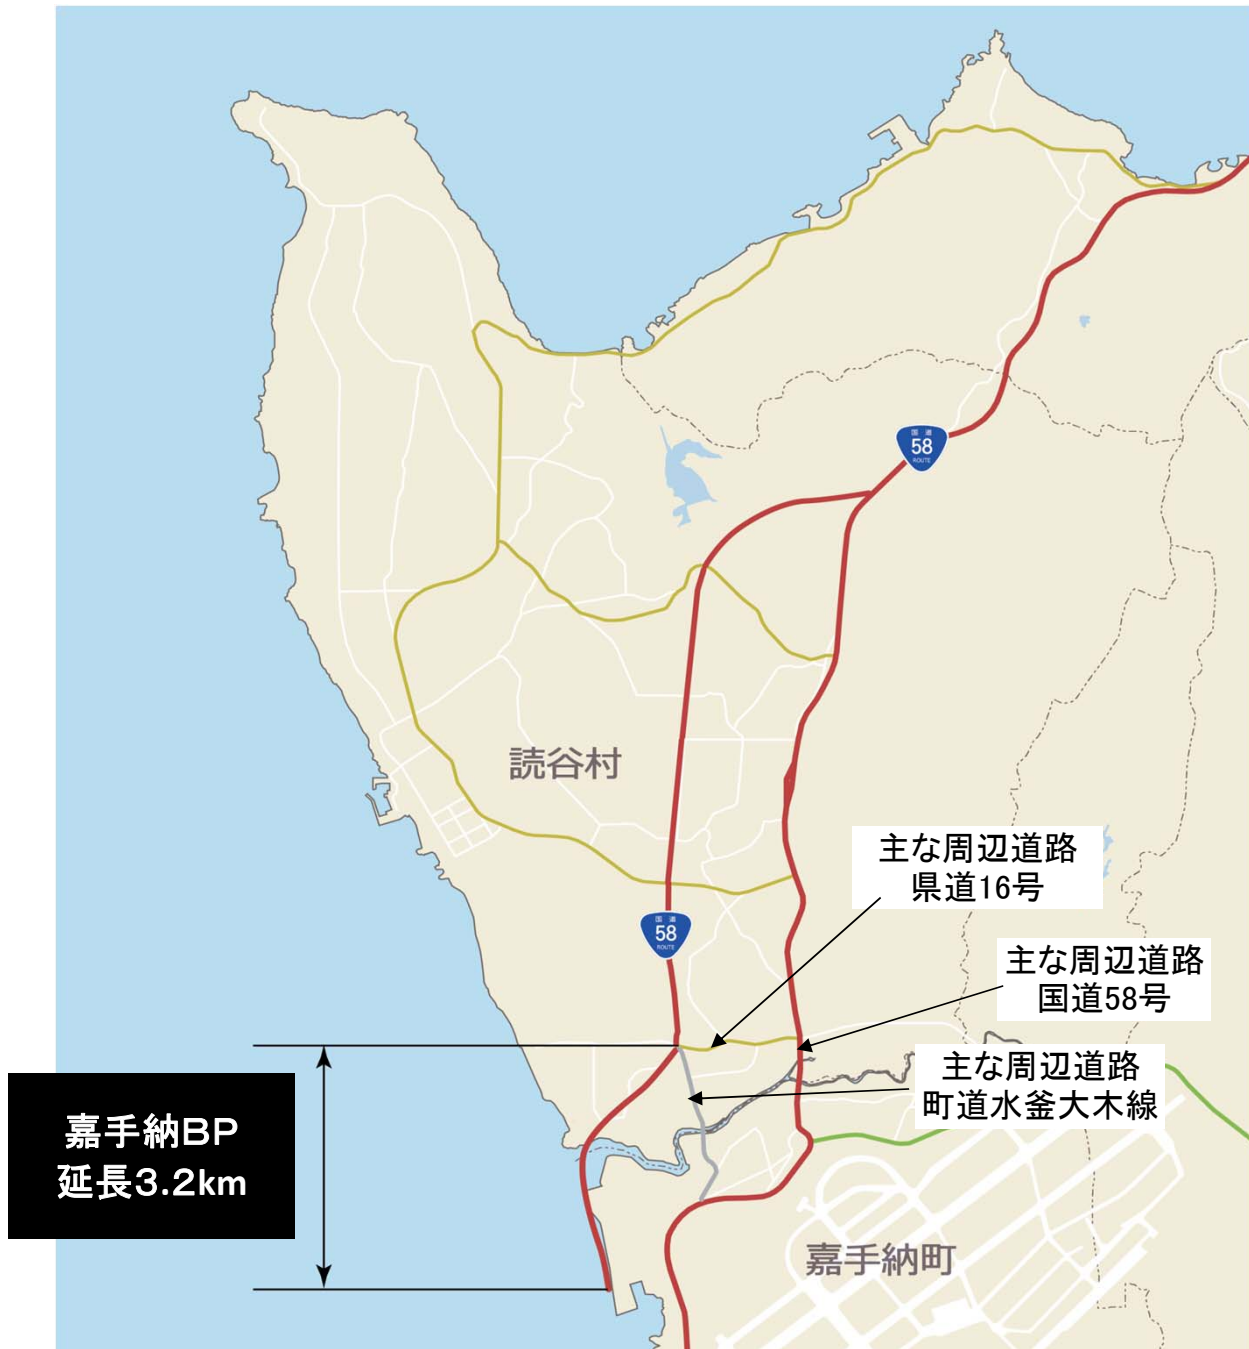 国道
58
ROUTE
読谷村
主な周辺道路
県道16号
国道
58
ROUTE
主な周辺道路
国道58号
主な周辺道路
町道水釜大木線
嘉手納BP
延長3.2km
嘉手納町